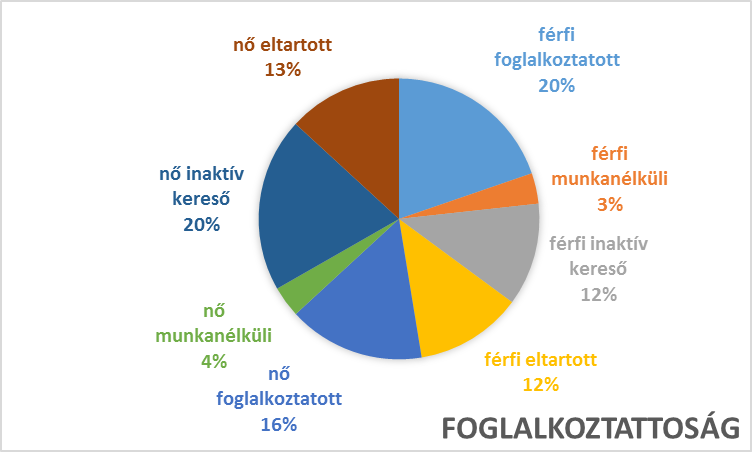 férfi
foglalkoztatott
20%
férfi
munkanélküli
3%
férfi inaktív
kereső
12%
férfi eltartott
12%
nő
foglalkoztatott
16%
nő
munkanélküli
4%
nő inaktív
kereső
20%
nő eltartott
13%
FOGLALKOZTATTOSÁG